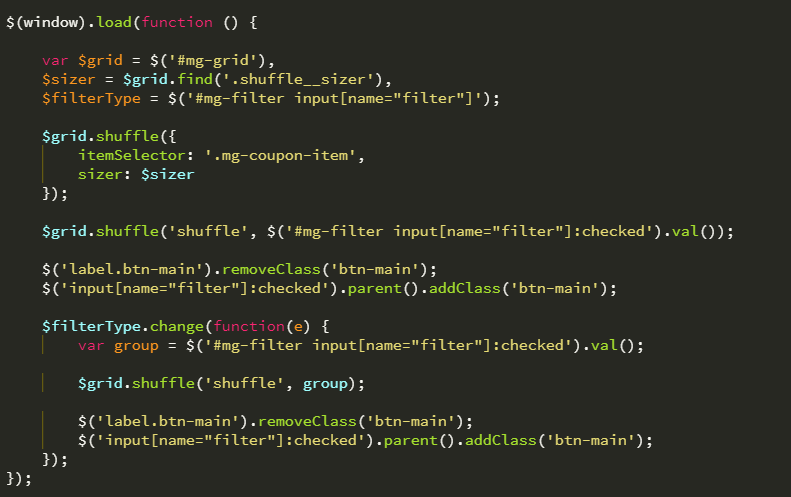 $(window).load(function () {
var $grid = $('#mg-grid'),
$sizer = $grid.find('.shuffle__sizer'),
$filterType = $('#mg-filter input[name="filter"]');
$grid.shuffle({
itemSelector: '.mg-coupon-item',
sizer: $sizer
});
$grid.shuffle('shuffle', $('#mg-filter input[name="filter"]:checked').val());
$('label.btn-main').removeClass('btn-main');
$('input[name="filter"]:checked').parent().addClass('btn-main');
$filterType.change(function(e) {
var group = $('#mg-filter input[name="filter"]:checked').val();
$grid.shuffle('shuffle', group);
$('label.btn-main').removeClass('btn-main');
$('input[name="filter"]:checked').parent().addClass('btn-main');
});
});